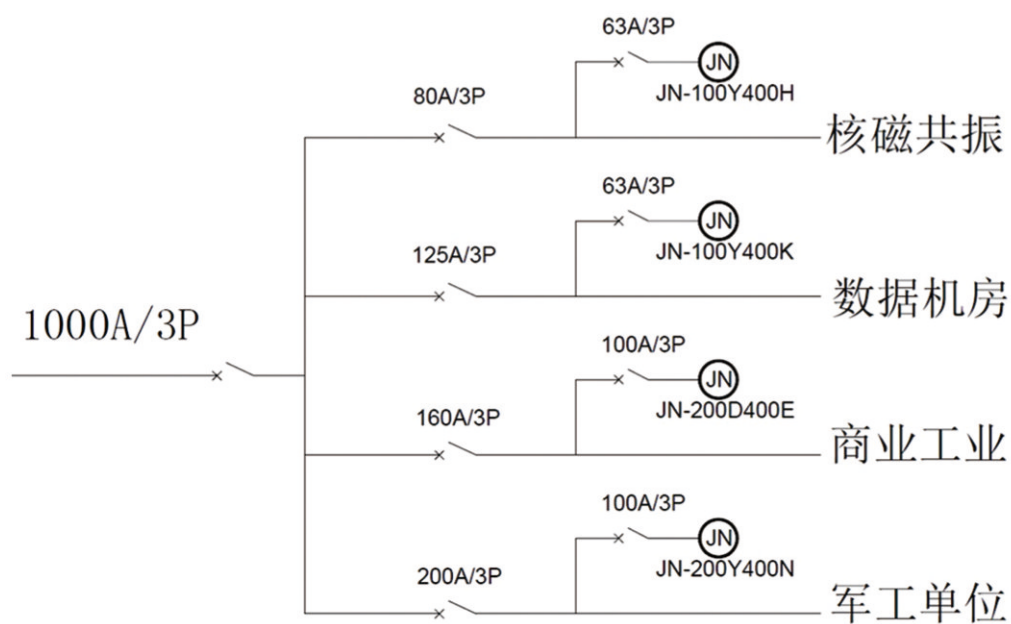 63A/3P
JN
JN-100Y400H
80A/3P
核磁共振
63A/3P
JN
JN-100Y400K
125A/3P
数据机房
1000A/3P
100A/3P
JN
JN-200D400E
160A/3P
商业工业
100A/3P
JN
JN-200Y400N
200A/3P
军工单位